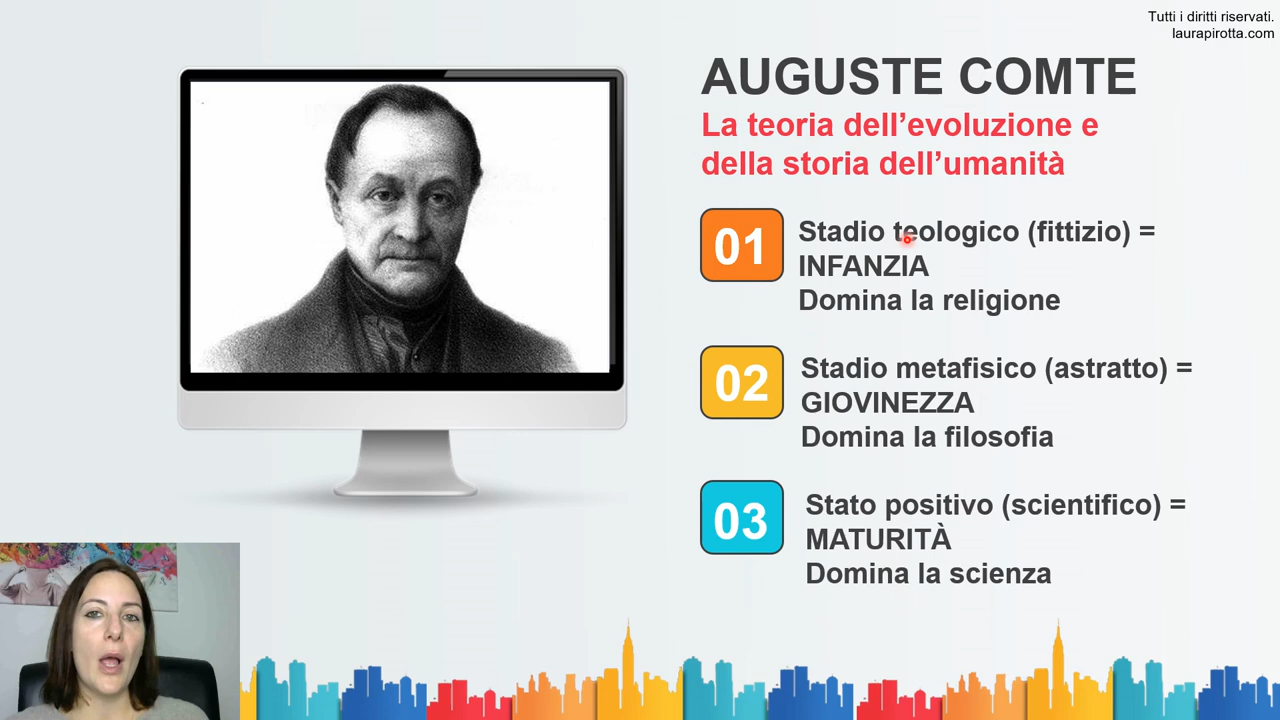 Tutti i diritti riservati.
laurapirotta.com
AUGUSTE COMTE
La teoria dell’evoluzione e
della storia dell’umanità
01
Stadio teologico (fittizio) =
INFANZIA
Domina la religione
02
Stadio metafisico (astratto) =
GIOVINEZZA
Domina la filosofia
03
Stato positivo (scientifico) =
MATURITÀ
Domina la scienza